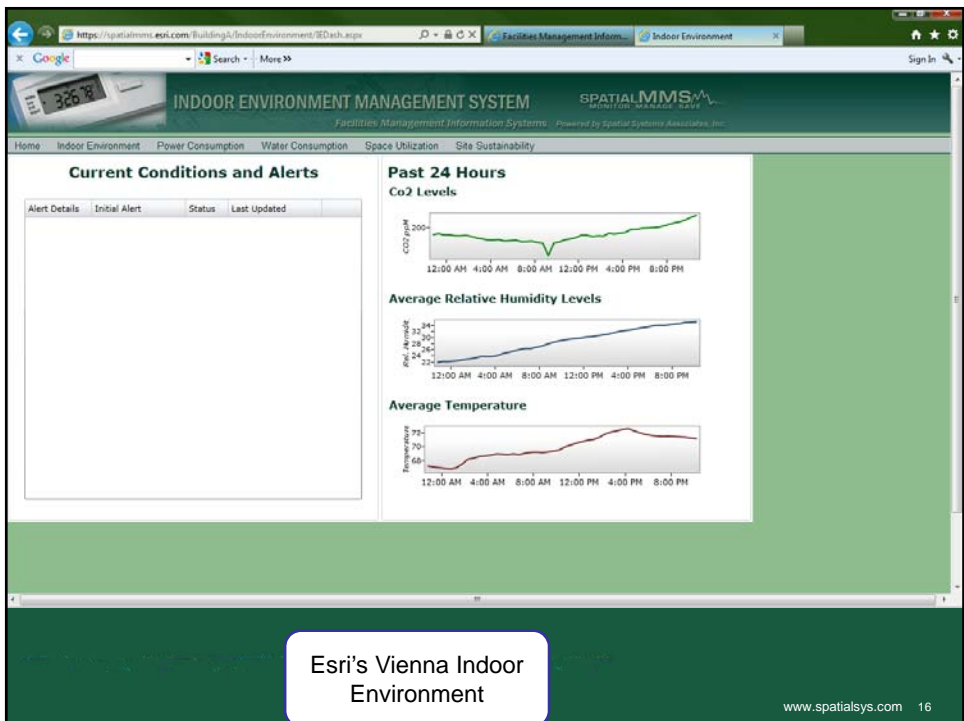 https://spatialmms.esri.com/BuildingA/IndoorEnvironment/IEDash.aspx
Facilities Management Inform...
Indoor Environment
x Google
Search
More »
Sign In
INDOOR ENVIRONMENT MANAGEMENT SYSTEM
SPATIALMMS
MONITOR MANAGE SAVE
Facilities Management Information Systems Powered by Spatial Systems Associates, Inc.
Home Indoor Environment Power Consumption Water Consumption Space Utilization Site Sustainability
Current Conditions and Alerts
Alert Details Initial Alert Status Last Updated
Past 24 Hours
Co2 Levels
CO2 ppM
200
12:00 AM 4:00 AM 8:00 AM 12:00 PM 4:00 PM 8:00 PM
Average Relative Humidity Levels
Rel. Humide
34
32
30
28
26
24
22
12:00 AM 4:00 AM 8:00 AM 12:00 PM 4:00 PM 8:00 PM
Average Temperature
Temperature
72
70
68
12:00 AM 4:00 AM 8:00 AM 12:00 PM 4:00 PM 8:00 PM
Esri's Vienna Indoor
Environment
www.spatialsys.com 16